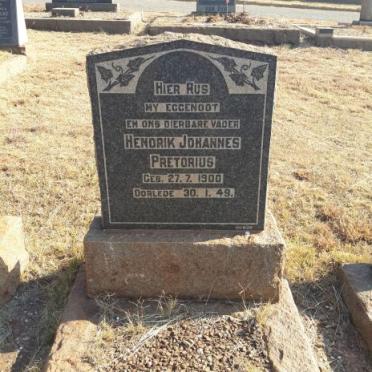 HIER RUS
MY EGGENOOT
EN ONS DIERBARE VADER
HENDRIK JOHANNES
PRETORIUS
GEB. 27.7.1900
OORLEDE 30.1.49.